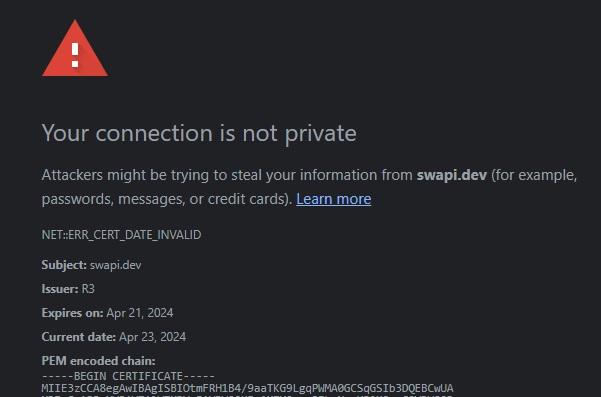 Your connection is not private
Attackers might be trying to steal your information from swapi.dev (for example,
passwords, messages, or credit cards). Learn more
NET::ERR_CERT_DATE_INVALID
Subject: swapi.dev
Issuer: R3
Expires on: Apr 21, 2024
Current date: Apr 23, 2024
PEM encoded chain:
-----BEGIN CERTIFICATE-----
MIIE3zCCA8egAwIBAgISBIOtmFRH1B4/9aaTKG9LgqPWMA0GCSqGSIb3DQEBCwUA